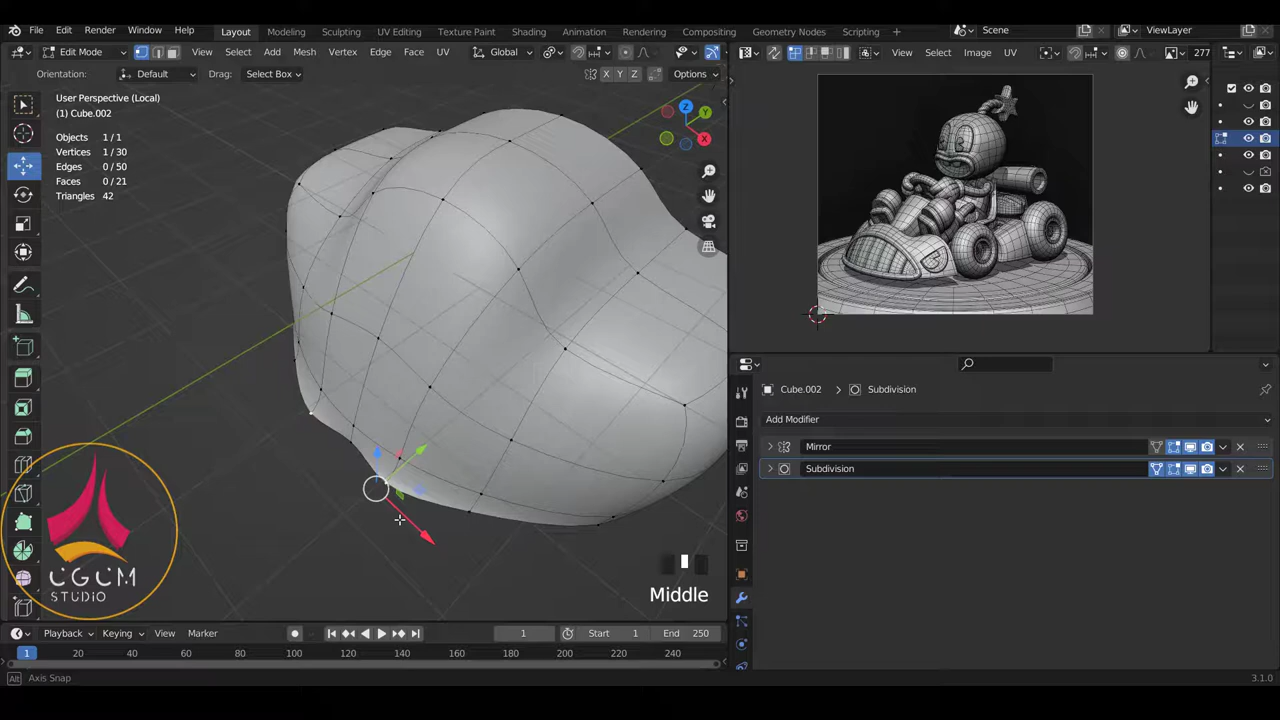 File Edit Render Window Help Layout Modeling Sculpting UV Editing Texture Paint Shading Animation Rendering Compositing Geometry Nodes Scripting Scene ViewLayer
Edit Mode View Select Add Mesh Vertex Edge Face UV Global View Select Image UV 277
Orientation: Default Drag: Select Box X Y Z Options
User Perspective (Local)
(1) Cube.002
Objects 1/1
Vertices 1/30
Edges 0/50
Faces 0/21
Triangles 42
Z
Y
X
Cube.002 Subdivision
Add Modifier
Mirror
Subdivision
CGCM
STUDIO
Middle
Playback Keying View Marker 1 Start 1 End 250
1 20 40 60 80 100 120 140 160 180 200 220 240
Alt Axis Snap 3.1.0